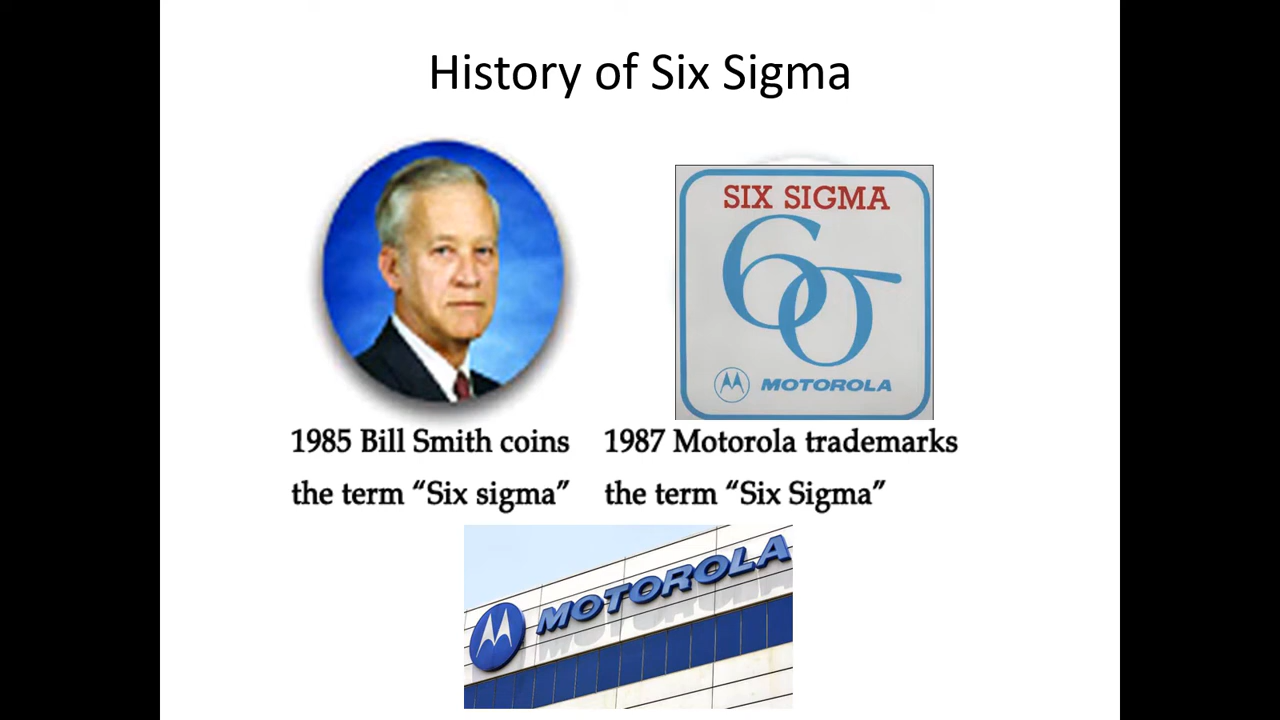 History of Six Sigma
SIX SIGMA
6σ
MOTOROLA
1985 Bill Smith coins
the term “Six sigma”
1987 Motorola trademarks
the term “Six Sigma”
MOTOROLA